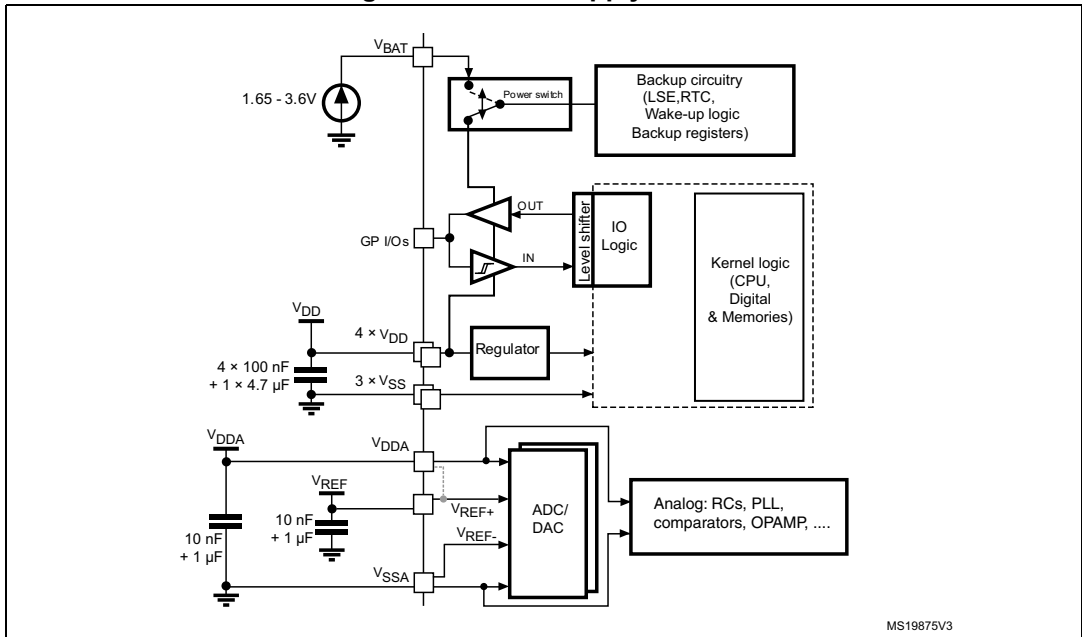 VBAT
1.65 - 3.6V
Power switch
Backup circuitry
(LSE,RTC,
Wake-up logic
Backup registers)
OUT
GP I/Os
IN
Level shifter
IO
Logic
Kernel logic
(CPU,
Digital
& Memories)
VDD
4 × VDD
Regulator
4 × 100 nF
+ 1 × 4.7 µF
3 × VSS
VDDA
VDDA
VREF
10 nF
+ 1 µF
VREF+
ADC/
DAC
Analog: RCs, PLL,
comparators, OPAMP, ....
10 nF
+ 1 µF
VREF-
VSSA
MS19875V3